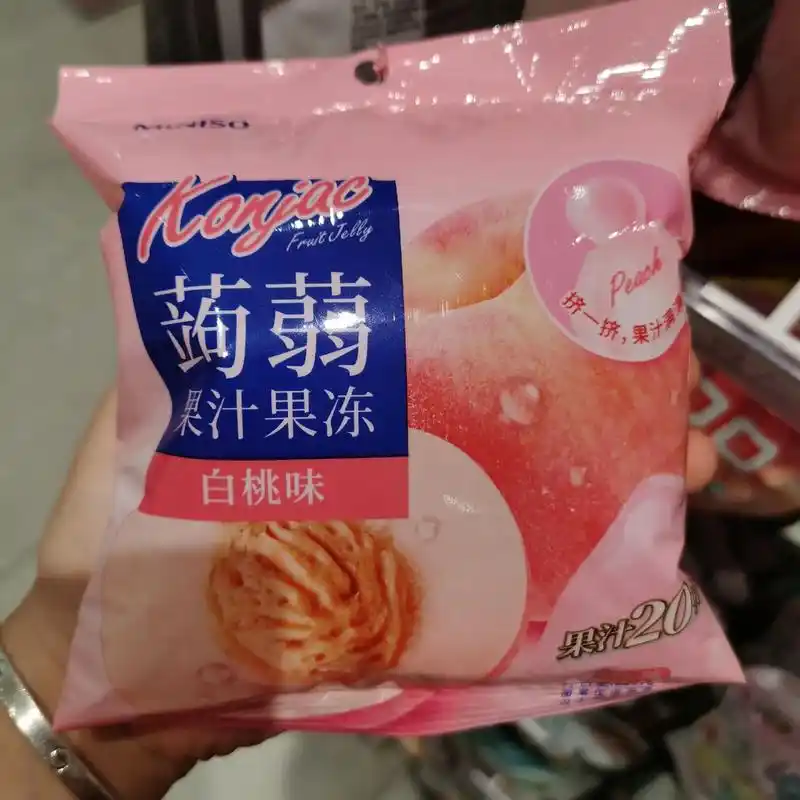 MINISO
Konjac
Fruit Jelly
蒟蒻
果汁果冻
白桃味
Peach
挤一挤,果汁满
果汁20